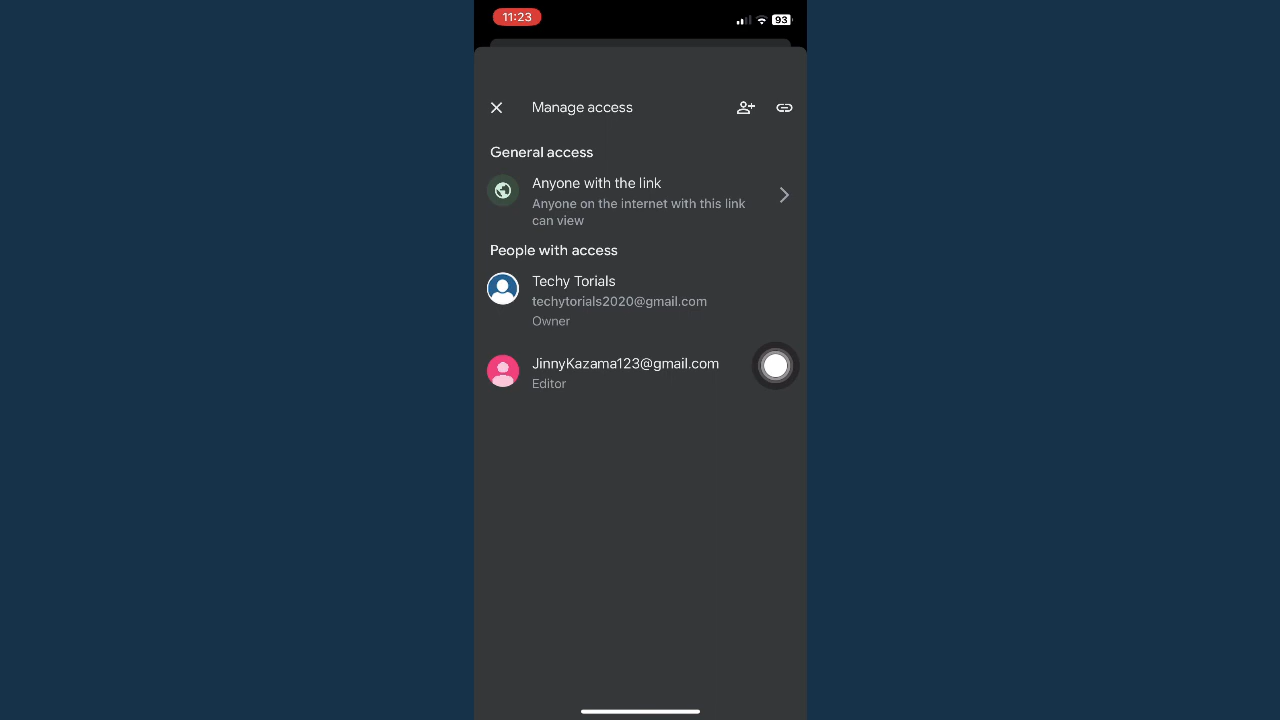 11:23
93
Manage access
General access
Anyone with the link
Anyone on the internet with this link
can view
People with access
Techy Torials
techytorials2020@gmail.com
Owner
JinnyKazama123@gmail.com
Editor